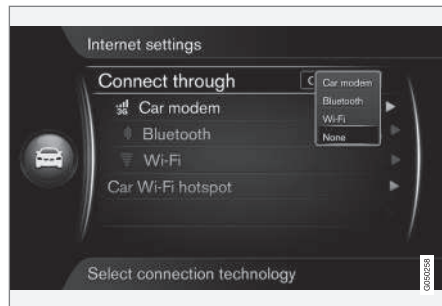 Internet settings
Connect through
Car modem
Bluetooth
Wi-Fi
None
3G Car modem
Bluetooth
Wi-Fi
Car Wi-Fi hotspot
Select connection technology
G050258